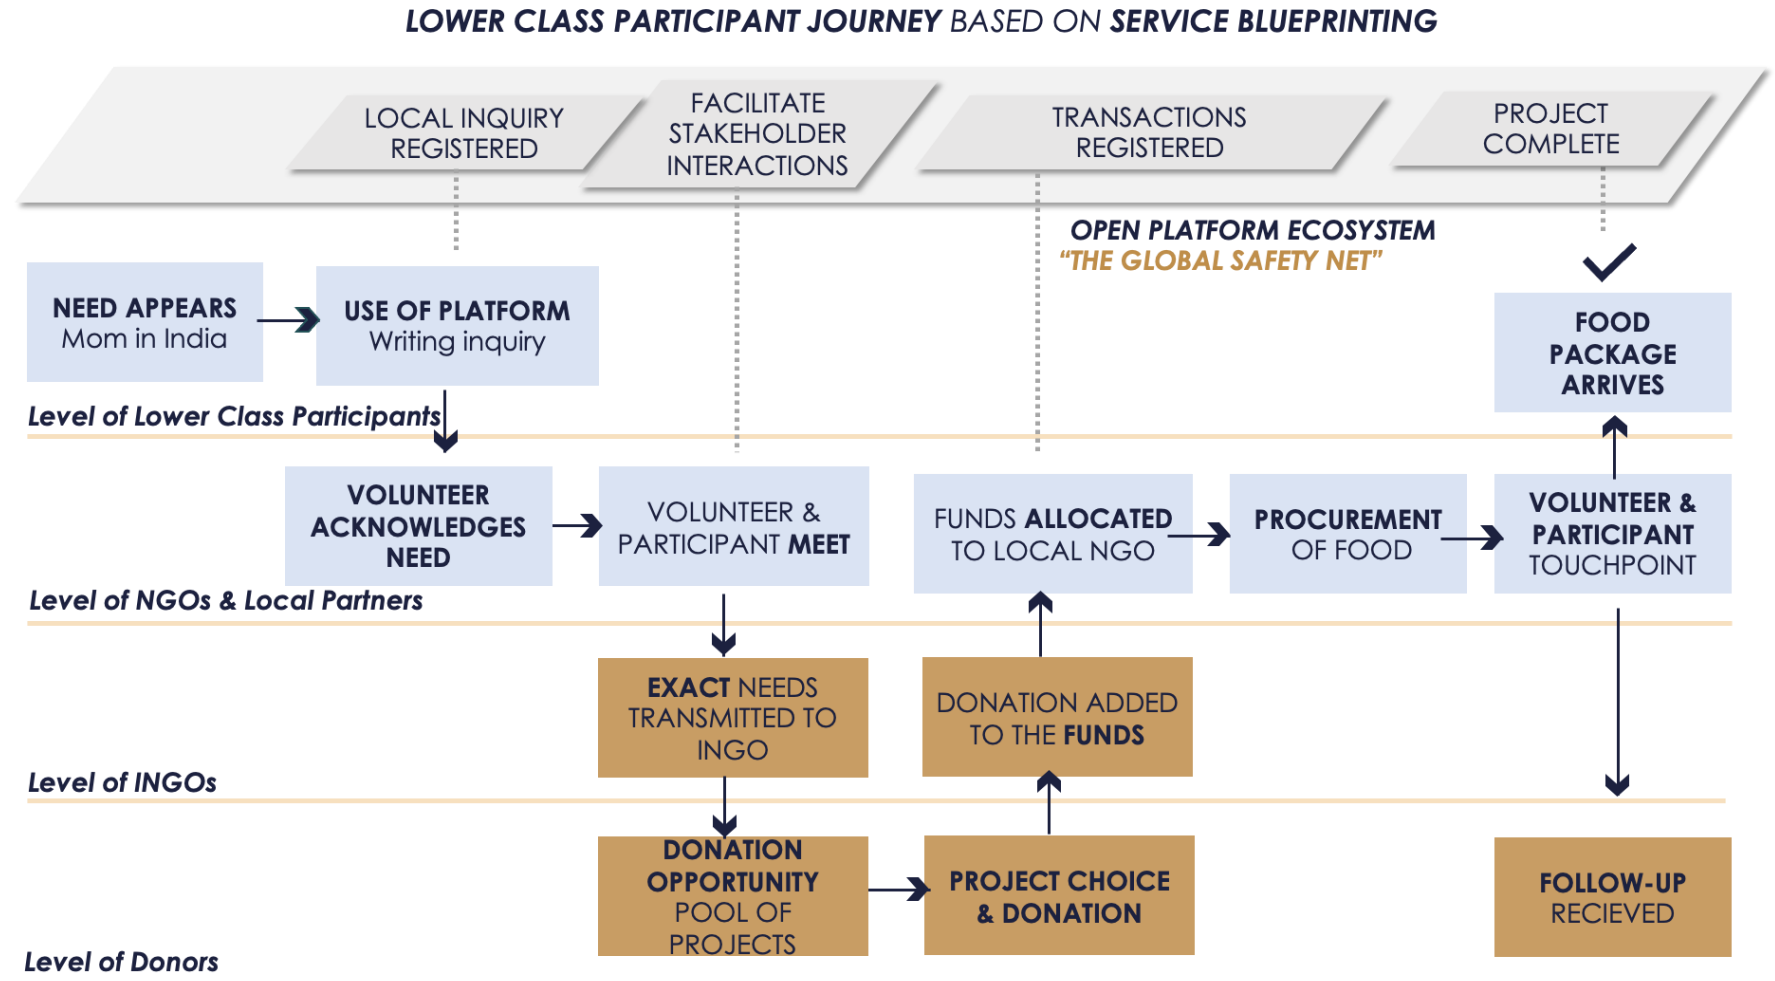 LOWER CLASS PARTICIPANT JOURNEY BASED ON SERVICE BLUEPRINTING
LOCAL INQUIRY
REGISTERED
FACILITATE
STAKEHOLDER
INTERACTIONS
TRANSACTIONS
REGISTERED
PROJECT
COMPLETE
OPEN PLATFORM ECOSYSTEM
“THE GLOBAL SAFETY NET”
NEED APPEARS
Mom in India
USE OF PLATFORM
Writing inquiry
FOOD
PACKAGE
ARRIVES
Level of Lower Class Participants
VOLUNTEER
ACKNOWLEDGES
NEED
VOLUNTEER &
PARTICIPANT MEET
FUNDS ALLOCATED
TO LOCAL NGO
PROCUREMENT
OF FOOD
VOLUNTEER &
PARTICIPANT
TOUCHPOINT
Level of NGOs & Local Partners
EXACT NEEDS
TRANSMITTED TO
INGO
DONATION ADDED
TO THE FUNDS
Level of INGOs
DONATION
OPPORTUNITY
POOL OF
PROJECTS
PROJECT CHOICE
& DONATION
FOLLOW-UP
RECIEVED
Level of Donors